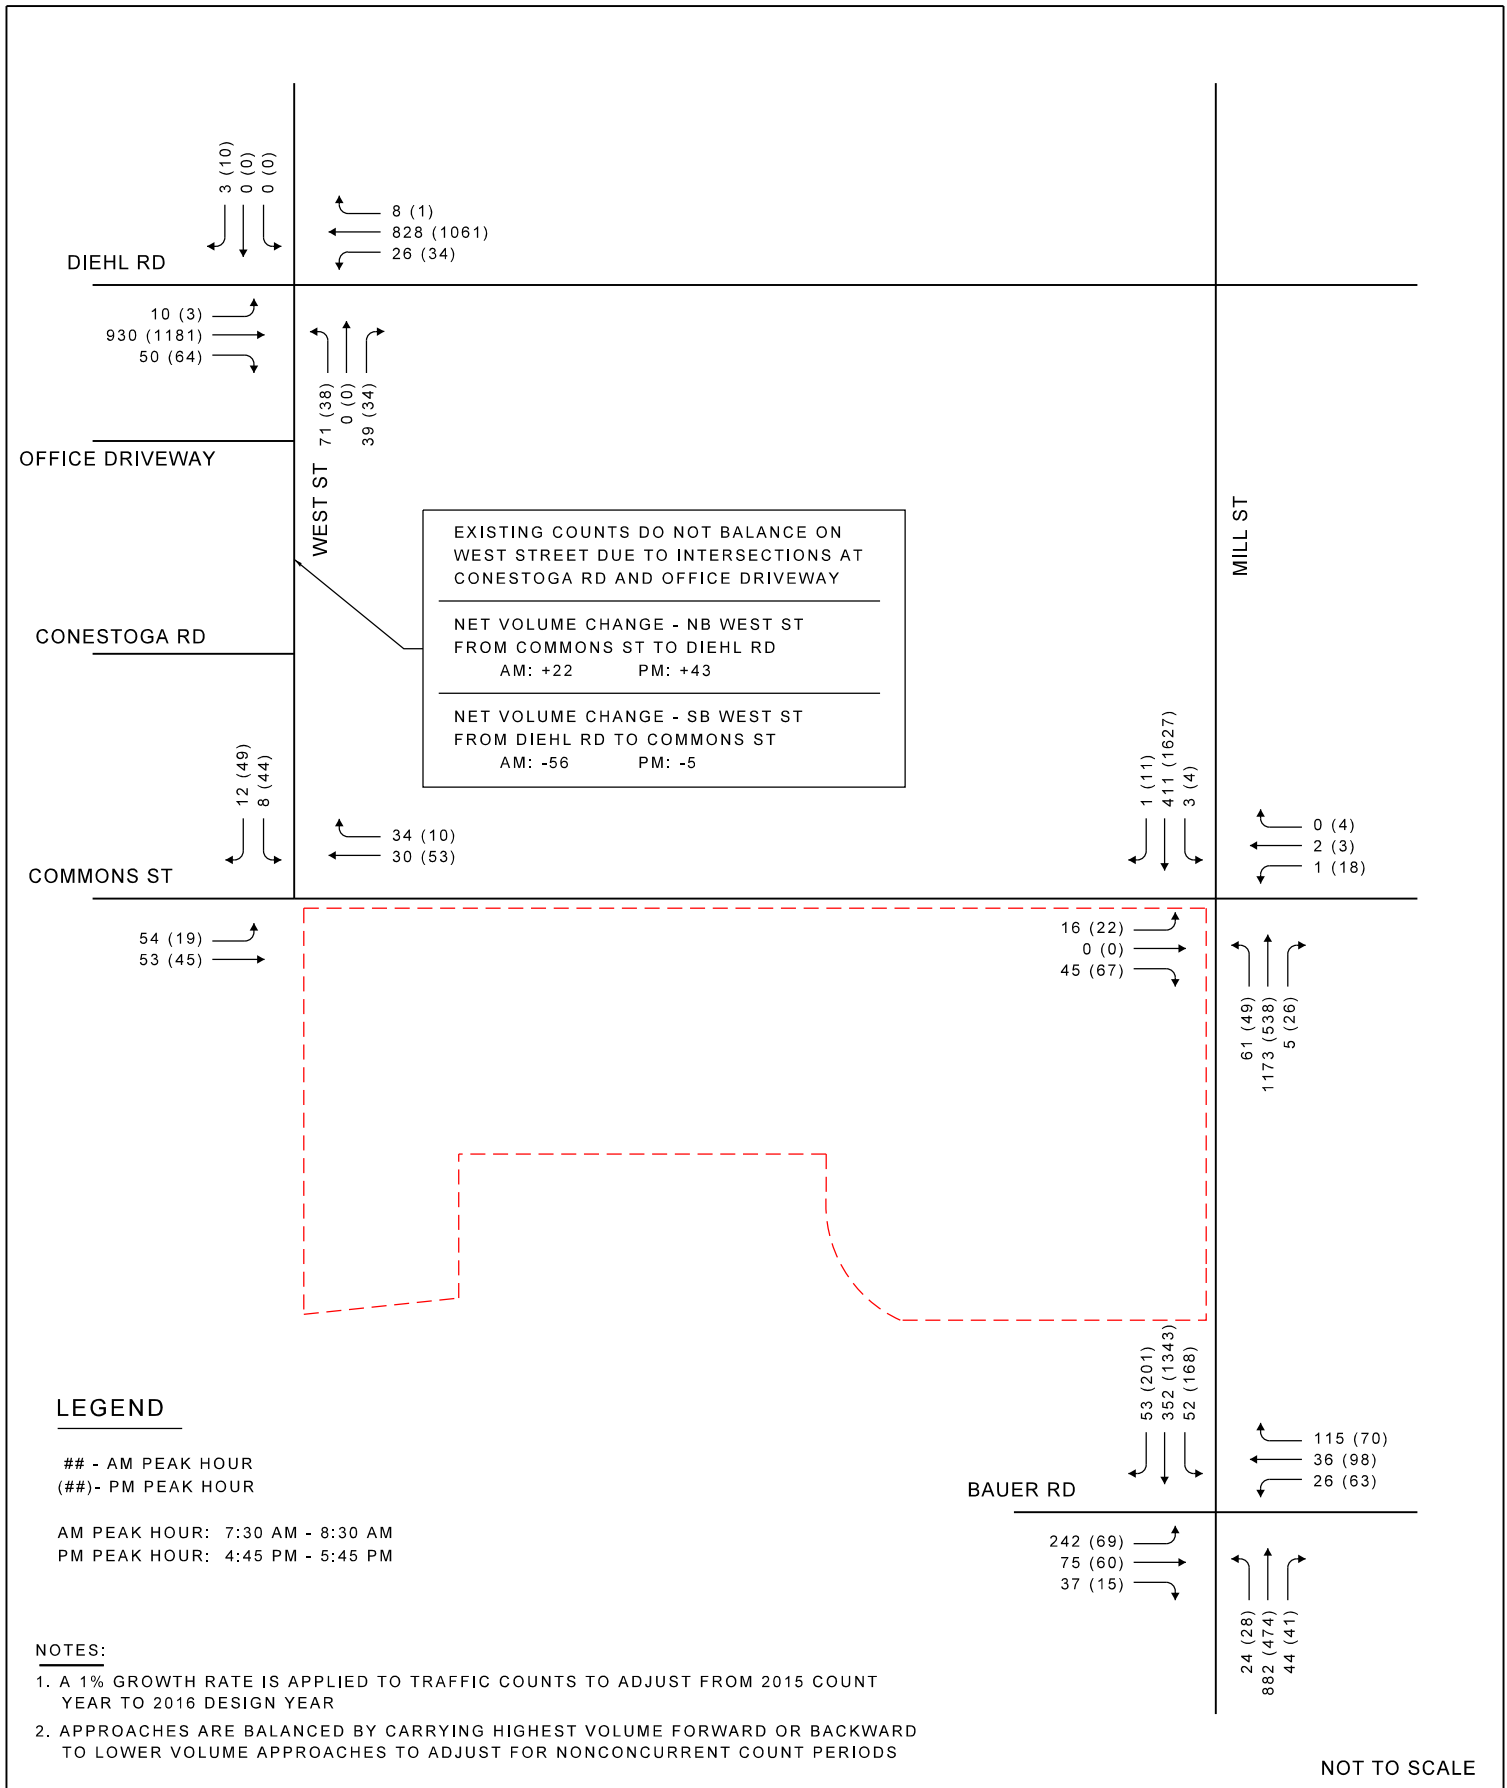 3 (10)
0 (0)
0 (0)
8 (1)
828 (1061)
26 (34)
DIEHL RD
10 (3)
930 (1181)
50 (64)
71 (38)
0 (0)
39 (34)
OFFICE DRIVEWAY
WEST ST
MILL ST
EXISTING COUNTS DO NOT BALANCE ON
WEST STREET DUE TO INTERSECTIONS AT
CONESTOGA RD AND OFFICE DRIVEWAY
NET VOLUME CHANGE - NB WEST ST
FROM COMMONS ST TO DIEHL RD
AM: +22 PM: +43
NET VOLUME CHANGE - SB WEST ST
FROM DIEHL RD TO COMMONS ST
AM: -56 PM: -5
CONESTOGA RD
12 (49)
8 (44)
34 (10)
30 (53)
COMMONS ST
54 (19)
53 (45)
1 (11)
411 (1627)
3 (4)
0 (4)
2 (3)
1 (18)
16 (22)
0 (0)
45 (67)
61 (49)
1173 (538)
5 (26)
53 (201)
352 (1343)
52 (168)
115 (70)
36 (98)
26 (63)
BAUER RD
242 (69)
75 (60)
37 (15)
24 (28)
882 (474)
44 (41)
LEGEND
## - AM PEAK HOUR
(##)- PM PEAK HOUR
AM PEAK HOUR: 7:30 AM - 8:30 AM
PM PEAK HOUR: 4:45 PM - 5:45 PM
NOTES:
1. A 1% GROWTH RATE IS APPLIED TO TRAFFIC COUNTS TO ADJUST FROM 2015 COUNT
YEAR TO 2016 DESIGN YEAR
2. APPROACHES ARE BALANCED BY CARRYING HIGHEST VOLUME FORWARD OR BACKWARD
TO LOWER VOLUME APPROACHES TO ADJUST FOR NONCONCURRENT COUNT PERIODS
NOT TO SCALE